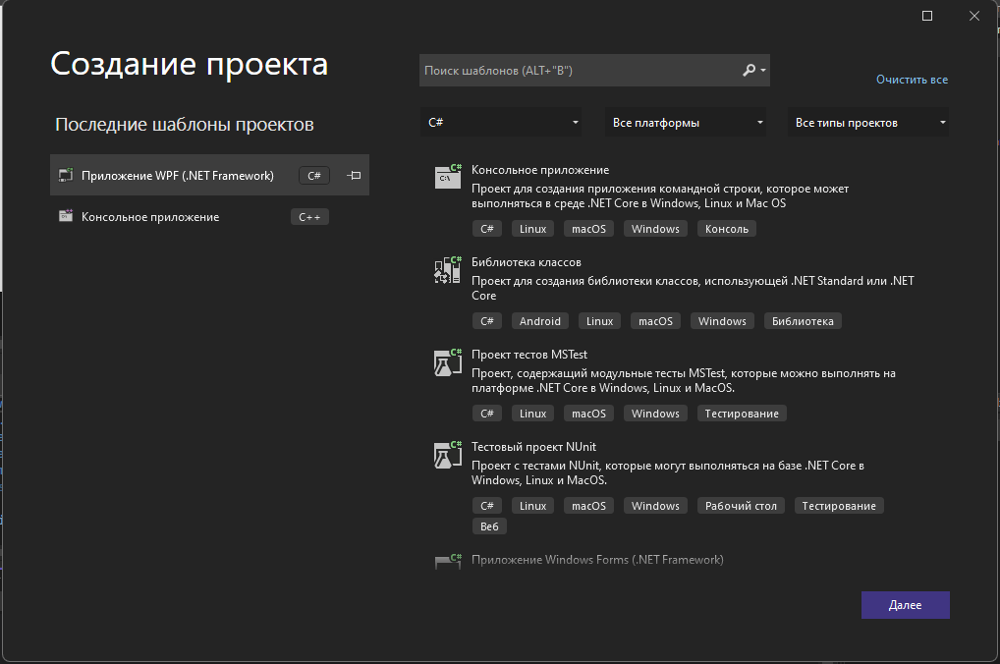 Создание проекта
Последние шаблоны проектов
Приложение WPF (.NET Framework)
C#
Консольное приложение
C++
Поиск шаблонов (ALT+"B")
Очистить все
C#
Все платформы
Все типы проектов
Консольное приложение
Проект для создания приложения командной строки, которое может
выполняться в среде .NET Core в Windows, Linux и Mac OS
C# Linux macOS Windows Консоль
Библиотека классов
Проект для создания библиотеки классов, использующей .NET Standard или .NET
Core
C# Android Linux macOS Windows Библиотека
Проект тестов MSTest
Проект, содержащий модульные тесты MSTest, которые можно выполнять на
платформе .NET Core в Windows, Linux и MacOS.
C# Linux macOS Windows Тестирование
Тестовый проект NUnit
Проект с тестами NUnit, которые могут выполняться на базе .NET Core в
Windows, Linux и MacOS.
C# Linux macOS Windows Рабочий стол Тестирование
Веб
Приложение Windows Forms (.NET Framework)
Далее